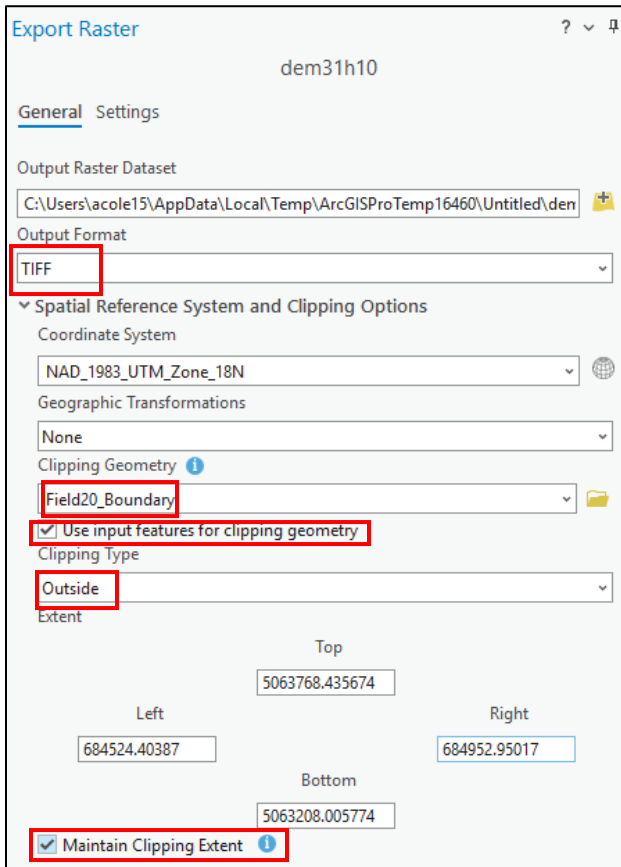 Export Raster
?
dem31h10
General Settings
Output Raster Dataset
C:\Users\acole15\AppData\Local\Temp\ArcGISProTemp16460\Untitled\dem
Output Format
TIFF
Spatial Reference System and Clipping Options
Coordinate System
NAD_1983_UTM_Zone_18N
Geographic Transformations
None
Clipping Geometry
Field20_Boundary
Use input features for clipping geometry
Clipping Type
Outside
Extent
Top
5063768.435674
Left Right
684524.40387 684952.95017
Bottom
5063208.005774
Maintain Clipping Extent